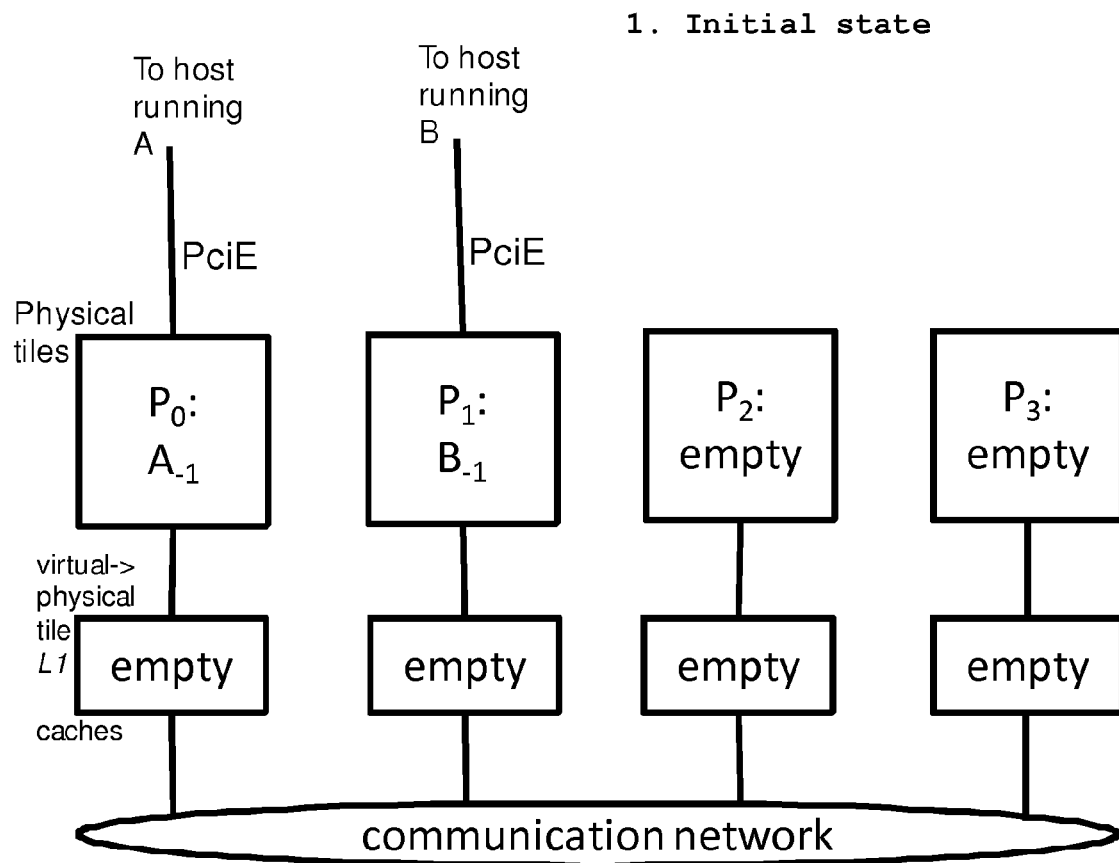 1. Initial state
To host
running
A
To host
running
B
PciE
PciE
Physical
tiles
P0:
A-1
P1:
B-1
P2:
empty
P3:
empty
virtual->
physical
tile
L1
caches
empty
empty
empty
empty
communication network